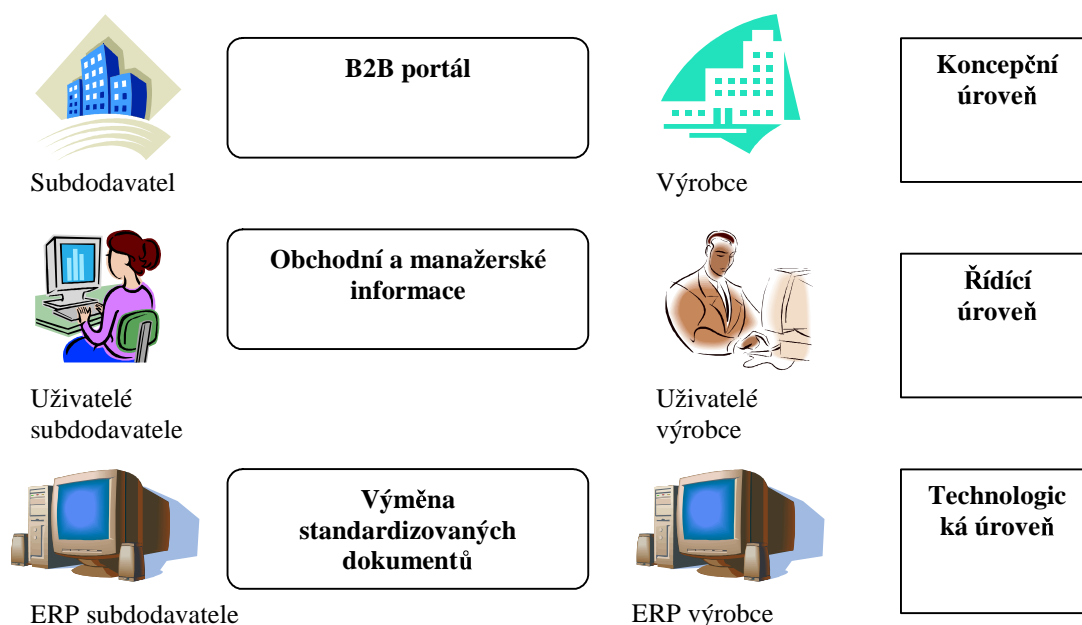 B2B portál
Koncepční
úroveň
Subdodavatel
Výrobce
Obchodní a manažerské
informace
Řídící
úroveň
Uživatelé
subdodavatele
Uživatelé
výrobce
Výměna
standardizovaných
dokumentů
Technologic
ká úroveň
ERP subdodavatele
ERP výrobce